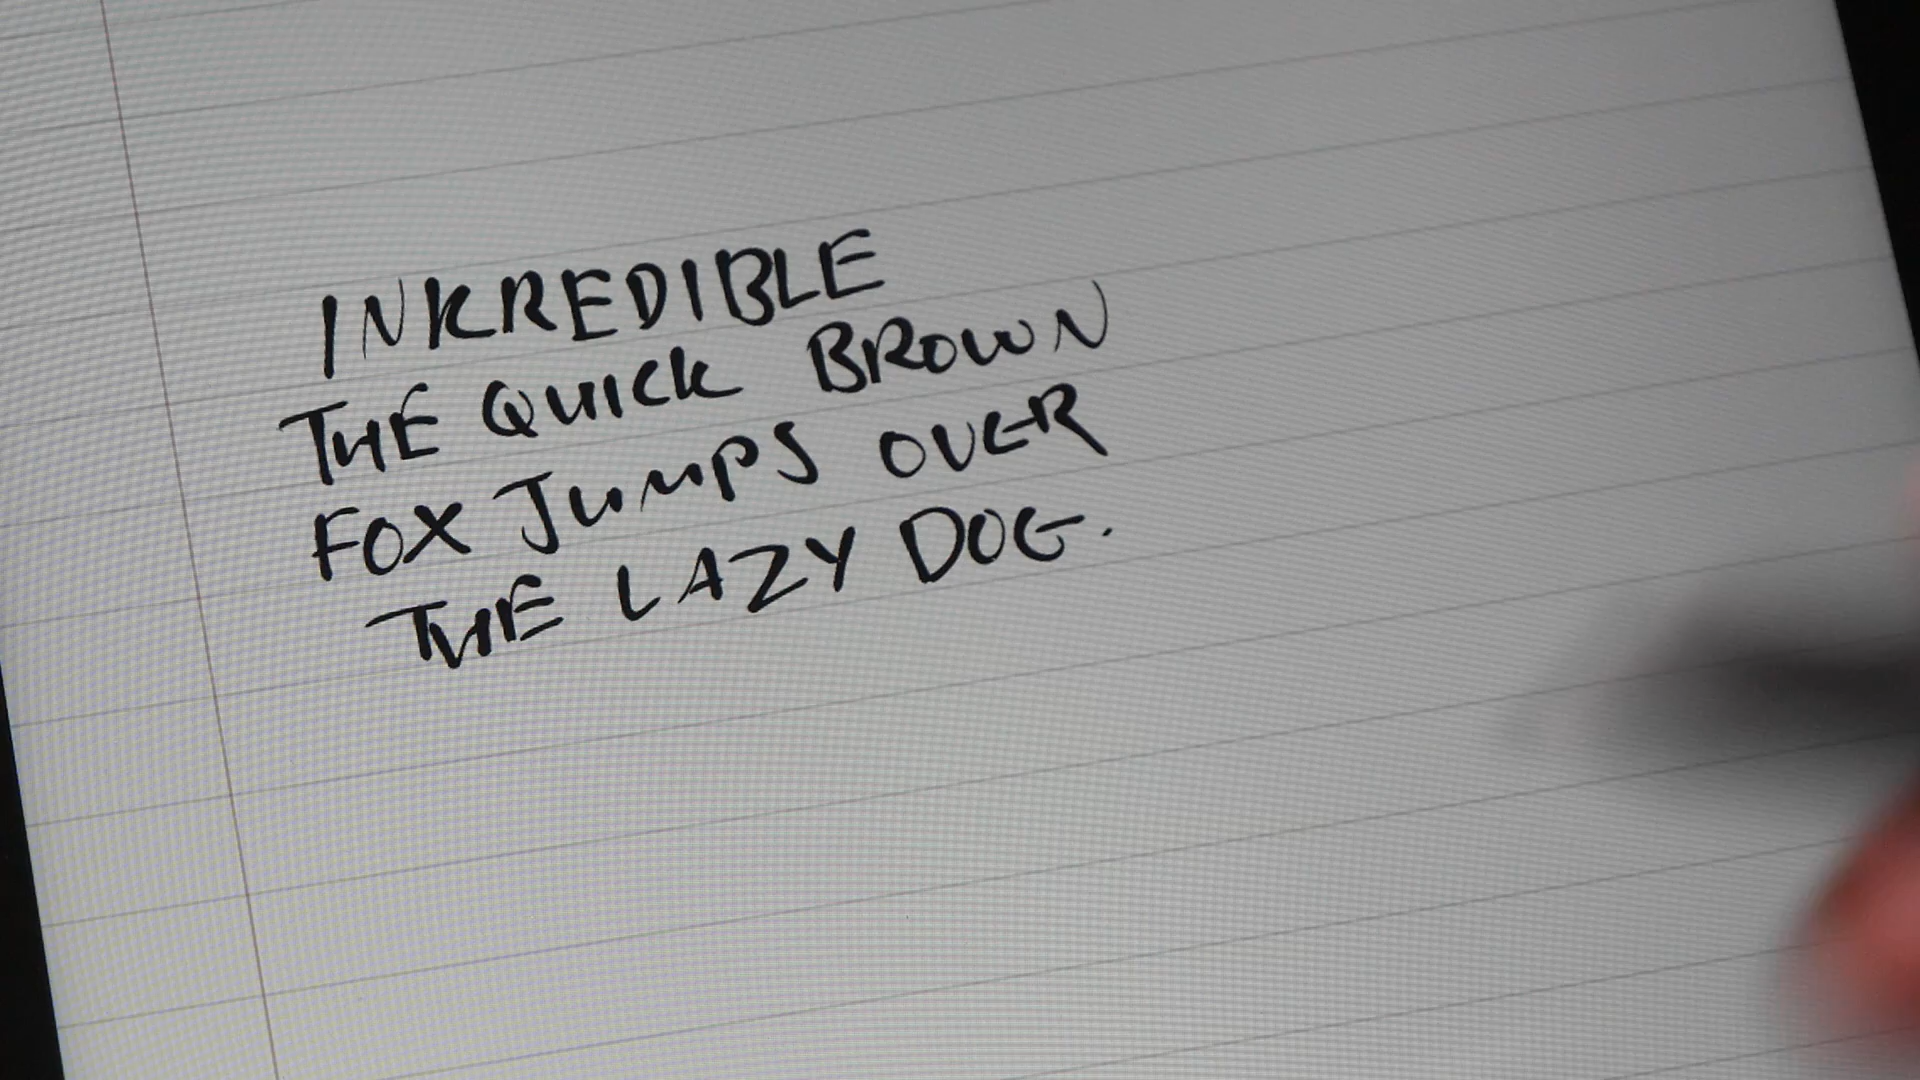 INKREDIBLE
THE QUICK BROWN
FOX JUMPS OVER
THE LAZY DOG.